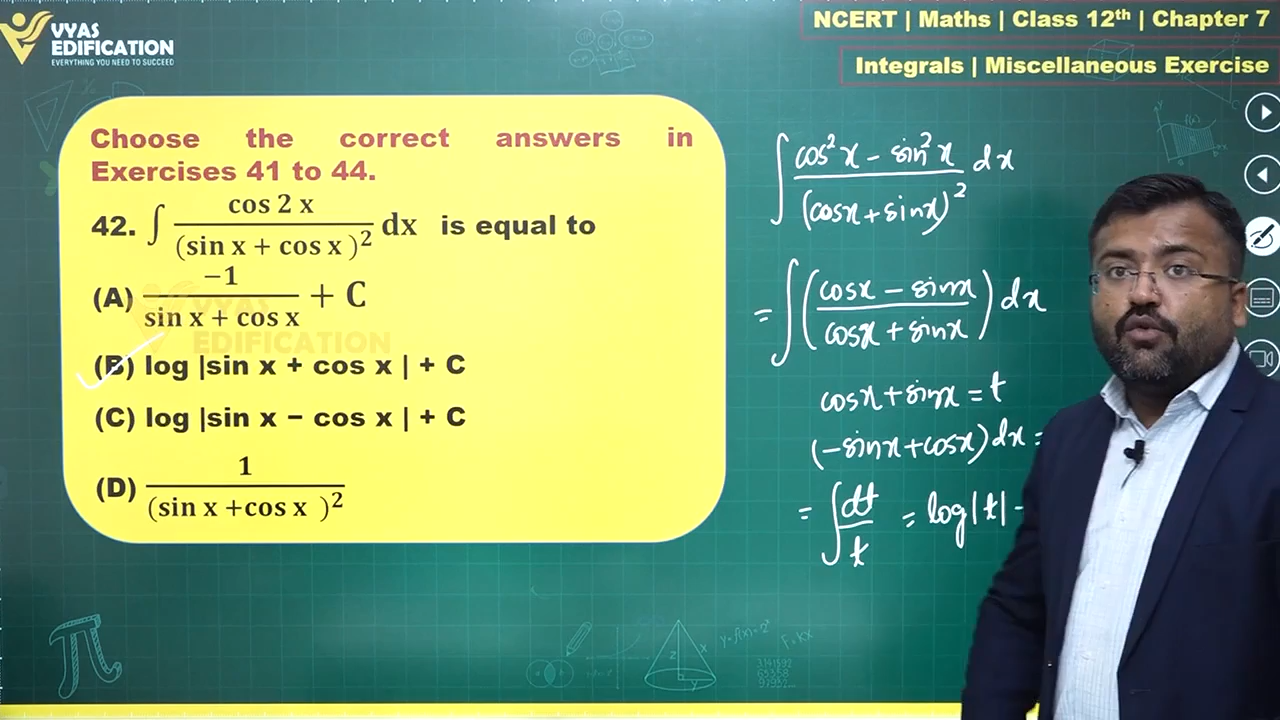 VYAS
EDIFICATION
EVERYTHING YOU NEED TO SUCCEED
NCERT | Maths | Class 12th | Chapter 7
Integrals | Miscellaneous Exercise
Choose the correct answers in
Exercises 41 to 44.
42. ∫ cos 2 x / (sin x + cos x )² dx is equal to
(A) −1 / sin x + cos x + C
(B) log |sin x + cos x | + C
(C) log |sin x − cos x | + C
(D) 1 / (sin x +cos x )²
VYAS
EDIFICATION
∫ cos²x − sin²x / (cosx + sinx)² dx
= ∫ (cosx − sinx / cosx + sinx) dx
cosx + sinx = t
(−sinx + cosx) dx =
= ∫ dt / t = log|t| -
π